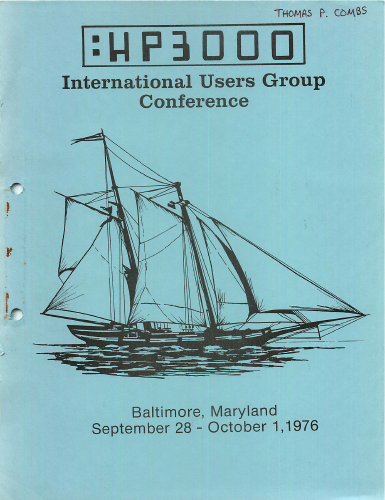 THOMAS P. COMBS
:HP3000
International Users Group
Conference
Baltimore, Maryland
September 28 - October 1,1976